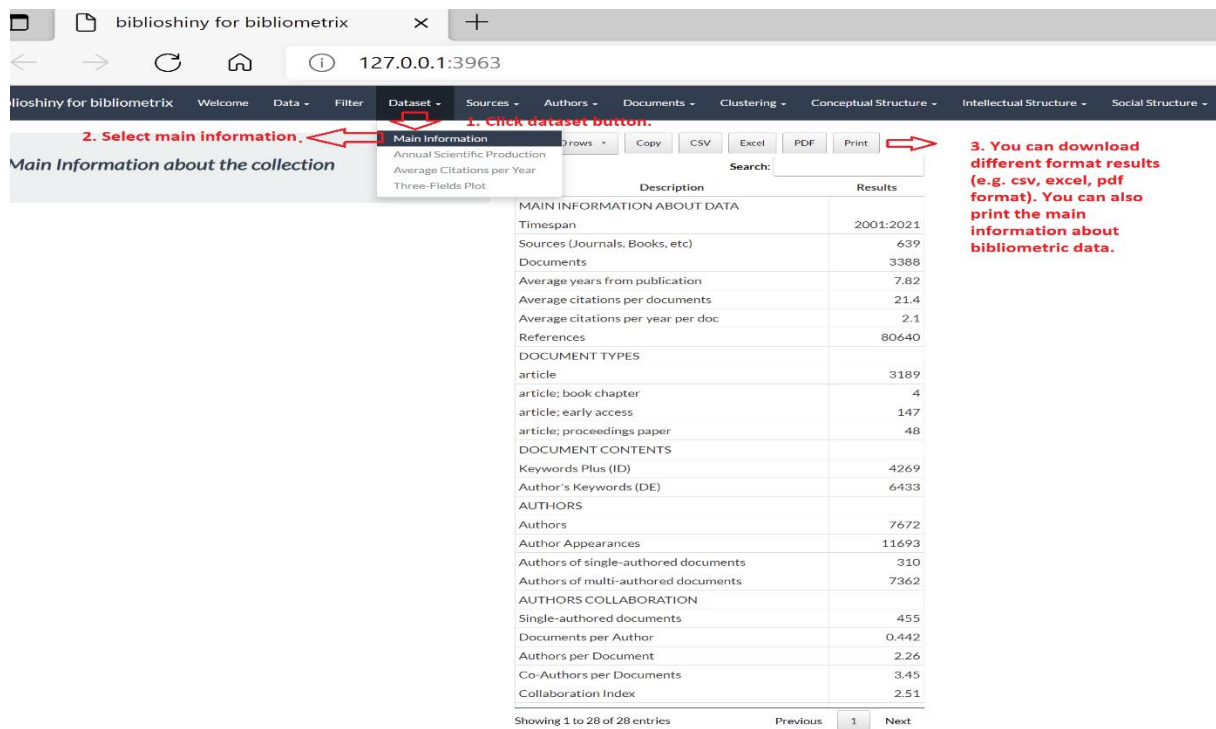 biblioshiny for bibliometrix
127.0.0.1:3963
lioshiny for bibliometrix Welcome Data Filter Dataset Sources Authors Documents Clustering Conceptual Structure Intellectual Structure Social Structure
1. Click dataset button.
2. Select main information.
Main Information
Annual Scientific Production
Average Citations per Year
Three-Fields Plot
Main Information about the collection
rows Copy CSV Excel PDF Print
3. You can download
different format results
(e.g. csv, excel, pdf
format). You can also
print the main
information about
bibliometric data.
Search:
Description Results
MAIN INFORMATION ABOUT DATA
Timespan 2001:2021
Sources (Journals, Books, etc) 639
Documents 3388
Average years from publication 7.82
Average citations per documents 21.4
Average citations per year per doc 2.1
References 80640
DOCUMENT TYPES
article 3189
article; book chapter 4
article; early access 147
article; proceedings paper 48
DOCUMENT CONTENTS
Keywords Plus (ID) 4269
Author's Keywords (DE) 6433
AUTHORS
Authors 7672
Author Appearances 11693
Authors of single-authored documents 310
Authors of multi-authored documents 7362
AUTHORS COLLABORATION
Single-authored documents 455
Documents per Author 0.442
Authors per Document 2.26
Co-Authors per Documents 3.45
Collaboration Index 2.51
Showing 1 to 28 of 28 entries Previous 1 Next